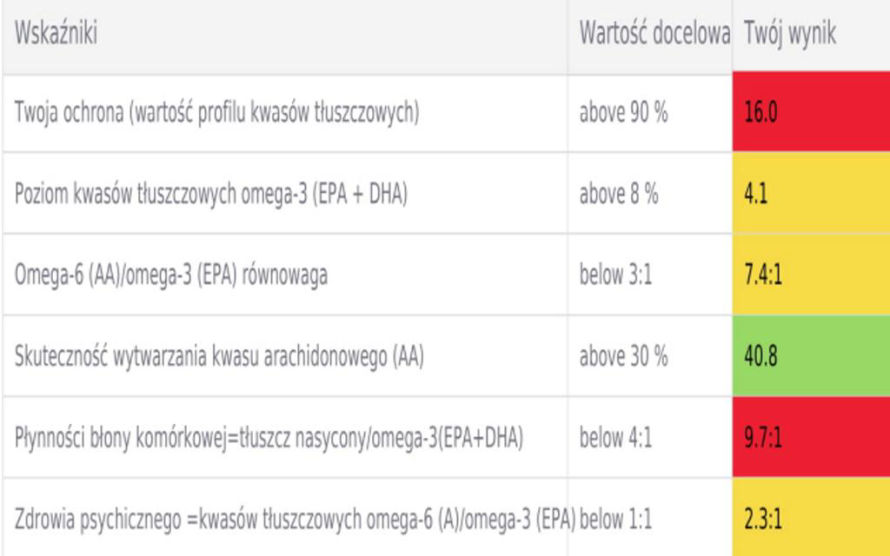 Wskaźniki Wartość docelowa Twój wynik
Twoja ochrona (wartość profilu kwasów tłuszczowych) above 90 % 16.0
Poziom kwasów tłuszczowych omega-3 (EPA + DHA) above 8 % 4.1
Omega-6 (AA)/omega-3 (EPA) równowaga below 3:1 7.4:1
Skuteczność wytwarzania kwasu arachidonowego (AA) above 30 % 40.8
Płynności błony komórkowej=tłuszcz nasycony/omega-3(EPA+DHA) below 4:1 9.7:1
Zdrowia psychicznego =kwasów tłuszczowych omega-6 (A)/omega-3 (EPA) below 1:1 2.3:1